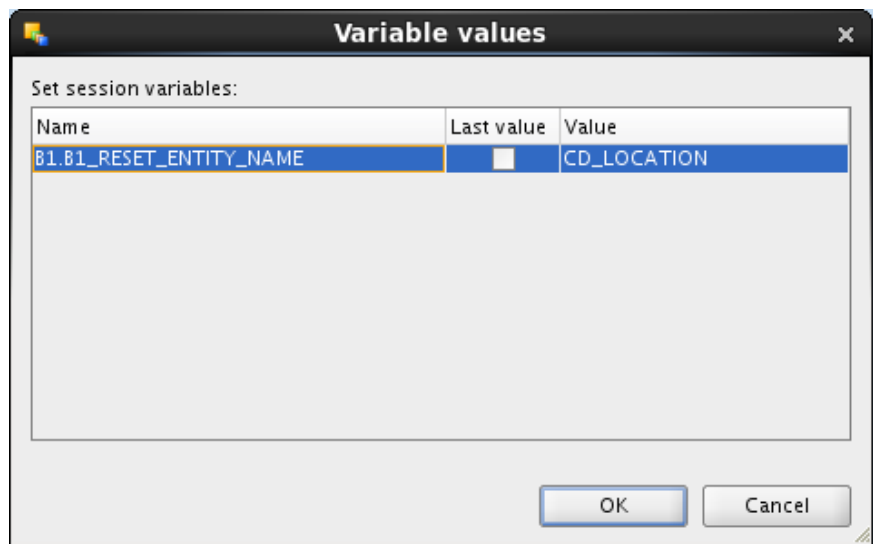 Variable values
Set session variables:
Name Last value Value
B1.B1_RESET_ENTITY_NAME CD_LOCATION
OK Cancel